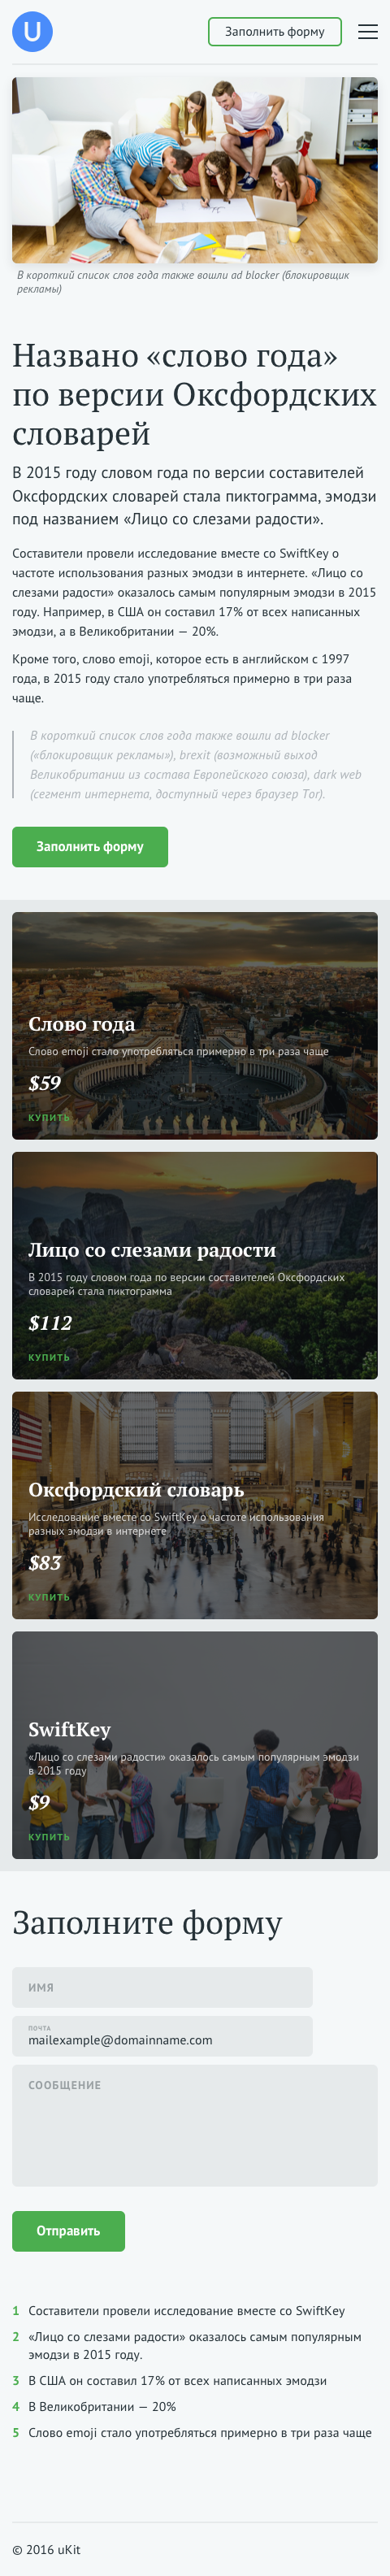 U
Заполнить форму
В короткий список слов года также вошли ad blocker (блокировщик
рекламы)
Названо «слово года»
по версии Оксфордских
словарей
В 2015 году словом года по версии составителей
Оксфордских словарей стала пиктограмма, эмодзи
под названием «Лицо со слезами радости».
Составители провели исследование вместе со SwiftKey о
частоте использования разных эмодзи в интернете. «Лицо со
слезами радости» оказалось самым популярным эмодзи в 2015
году. Например, в США он составил 17% от всех написанных
эмодзи, а в Великобритании — 20%.
Кроме того, слово emoji, которое есть в английском с 1997
года, в 2015 году стало употребляться примерно в три раза
чаще.
В короткий список слов года также вошли ad blocker
(«блокировщик рекламы»), brexit (возможный выход
Великобритании из состава Европейского союза), dark web
(сегмент интернета, доступный через браузер Tor).
Заполнить форму
Слово года
Слово emoji стало употребляться примерно в три раза чаще
$59
КУПИТЬ
Лицо со слезами радости
В 2015 году словом года по версии составителей Оксфордских
словарей стала пиктограмма
$112
КУПИТЬ
Оксфордский словарь
Исследование вместе со SwiftKey о частоте использования
разных эмодзи в интернете
$83
КУПИТЬ
SwiftKey
«Лицо со слезами радости» оказалось самым популярным эмодзи
в 2015 году
$9
КУПИТЬ
Заполните форму
ИМЯ
ПОЧТА
mailexample@domainname.com
СООБЩЕНИЕ
Отправить
1 Составители провели исследование вместе со SwiftKey
2 «Лицо со слезами радости» оказалось самым популярным
эмодзи в 2015 году.
3 В США он составил 17% от всех написанных эмодзи
4 В Великобритании — 20%
5 Слово emoji стало употребляться примерно в три раза чаще
© 2016 uKit